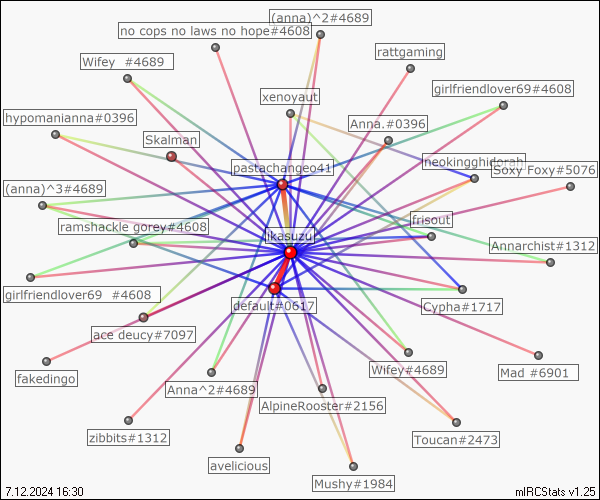 (anna)^2#4689
no cops no laws no hope#4608
rattgaming
Wifey  #4689
girlfriendlover69#4608
xenoyaut
hypomanianna#0396
Anna.#0396
Skalman
neokingghidorah
pastachangeo41
Soxy Foxy#5076
(anna)^3#4689
frisout
ramshackle gorey#4608
ikasuzu
Annarchist#1312
girlfriendlover69  #4608
default#0617
Cypha#1717
ace deucy#7097
Wifey#4689
Mad #6901
fakedingo
Anna^2#4689
AlpineRooster#2156
zibbits#1312
Toucan#2473
avelicious
Mushy#1984
7.12.2024 16:30
mIRCStats v1.25